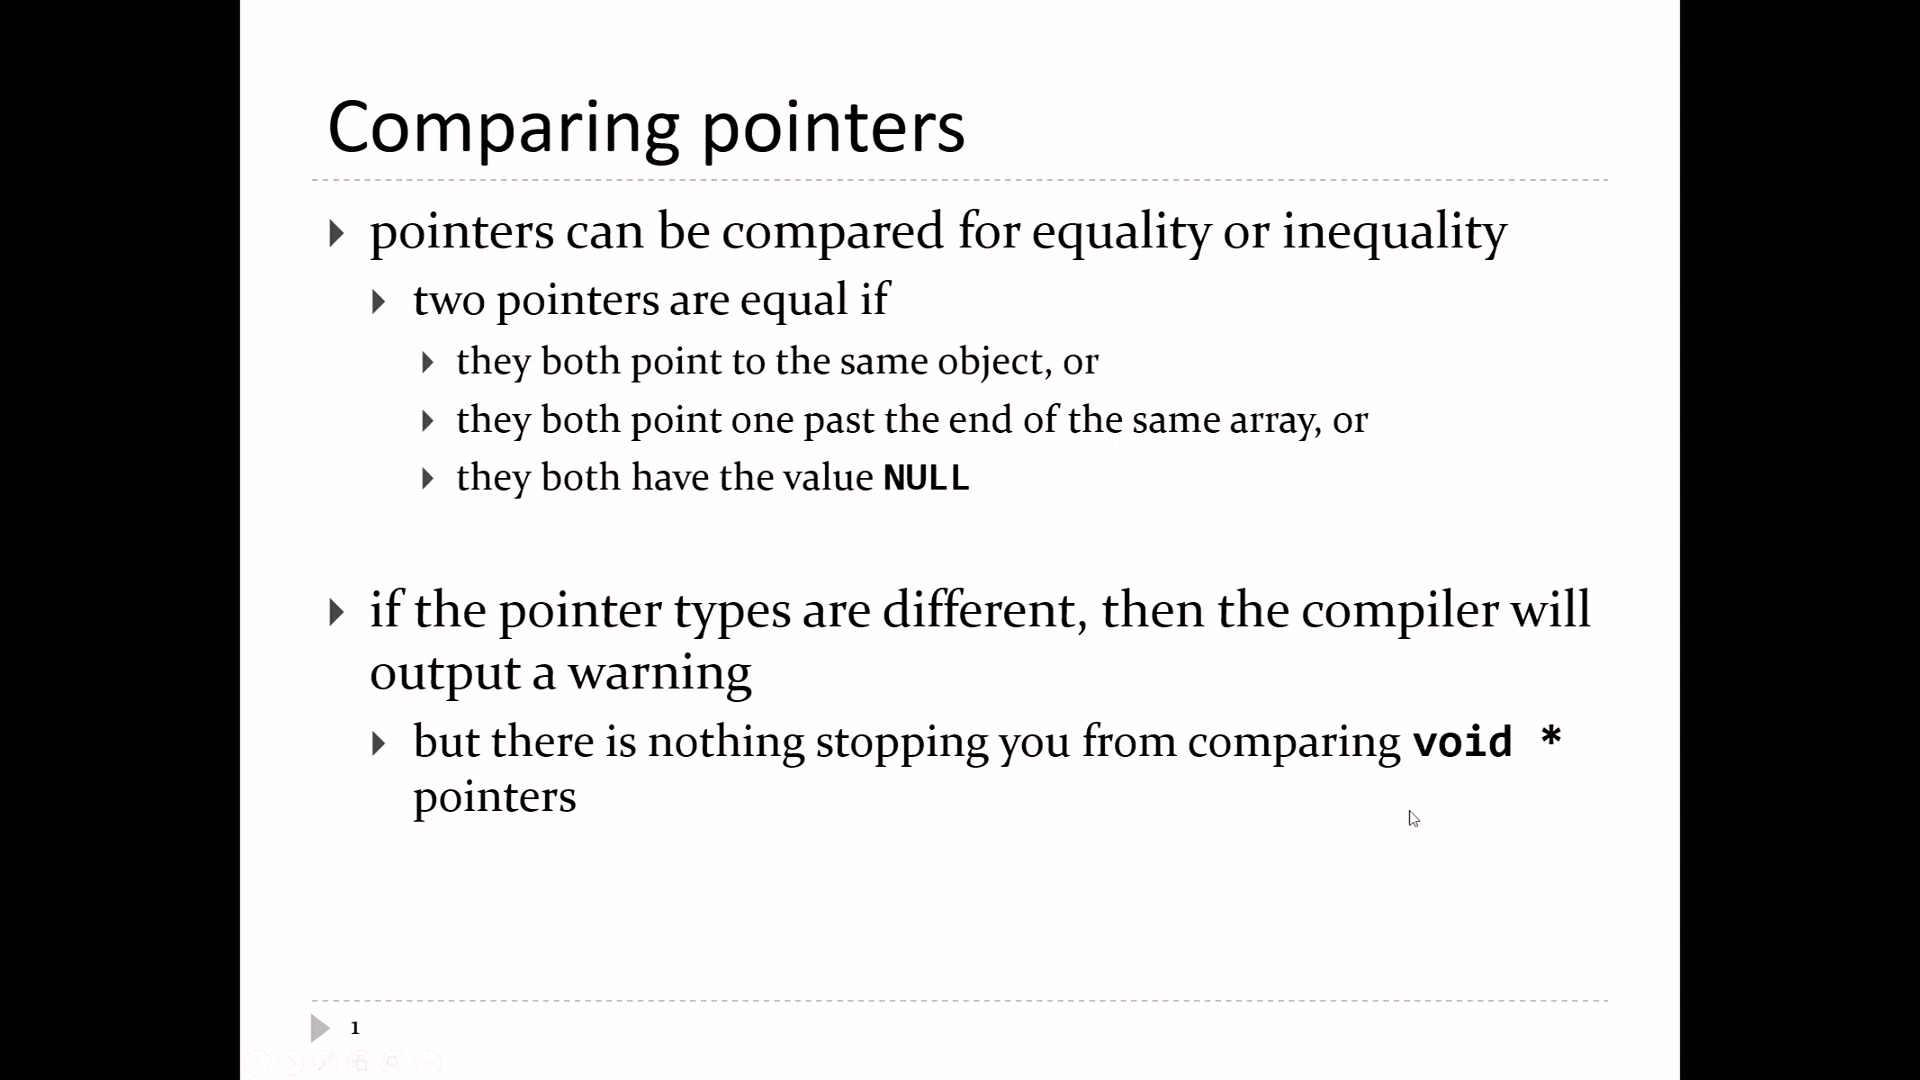 Comparing pointers
pointers can be compared for equality or inequality
two pointers are equal if
they both point to the same object, or
they both point one past the end of the same array, or
they both have the value NULL
if the pointer types are different, then the compiler will
output a warning
but there is nothing stopping you from comparing void *
pointers
1